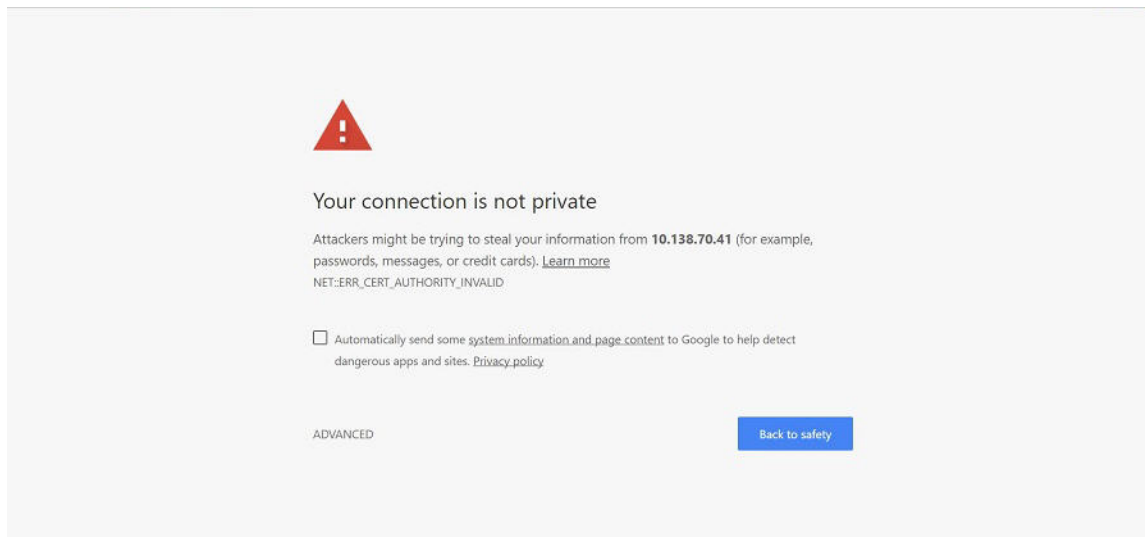 Your connection is not private
Attackers might be trying to steal your information from 10.138.70.41 (for example,
passwords, messages, or credit cards). Learn more
NET::ERR_CERT_AUTHORITY_INVALID
Automatically send some system information and page content to Google to help detect
dangerous apps and sites. Privacy policy
ADVANCED
Back to safety